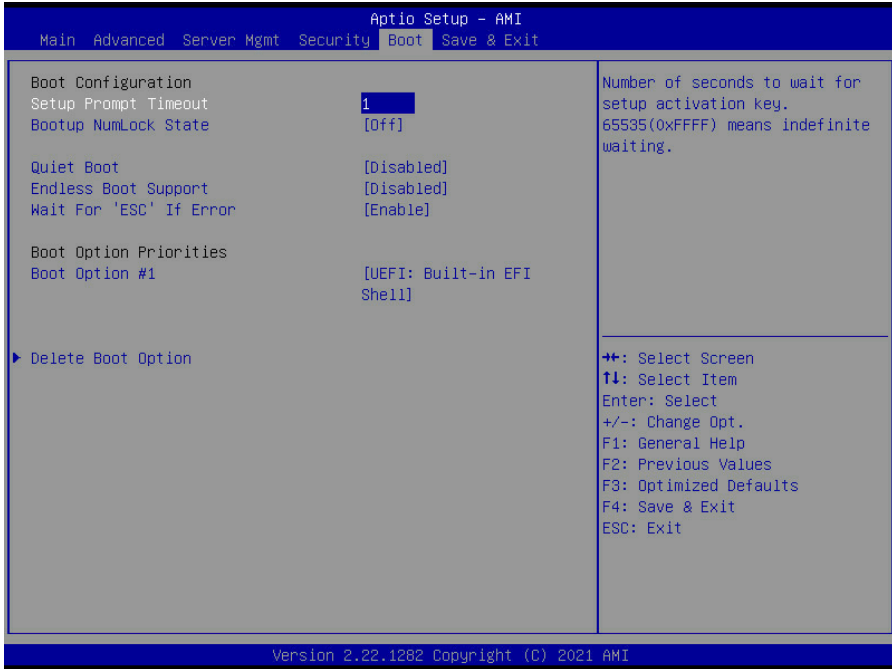 Aptio Setup – AMI
Main Advanced Server Mgmt Security Boot Save & Exit
Boot Configuration
Setup Prompt Timeout 1
Bootup NumLock State [Off]
Quiet Boot [Disabled]
Endless Boot Support [Disabled]
Wait For 'ESC' If Error [Enable]
Boot Option Priorities
Boot Option #1 [UEFI: Built-in EFI
Shell]
Delete Boot Option
Number of seconds to wait for
setup activation key.
65535(0xFFFF) means indefinite
waiting.
→←: Select Screen
↑↓: Select Item
Enter: Select
+/-: Change Opt.
F1: General Help
F2: Previous Values
F3: Optimized Defaults
F4: Save & Exit
ESC: Exit
Version 2.22.1282 Copyright (C) 2021 AMI